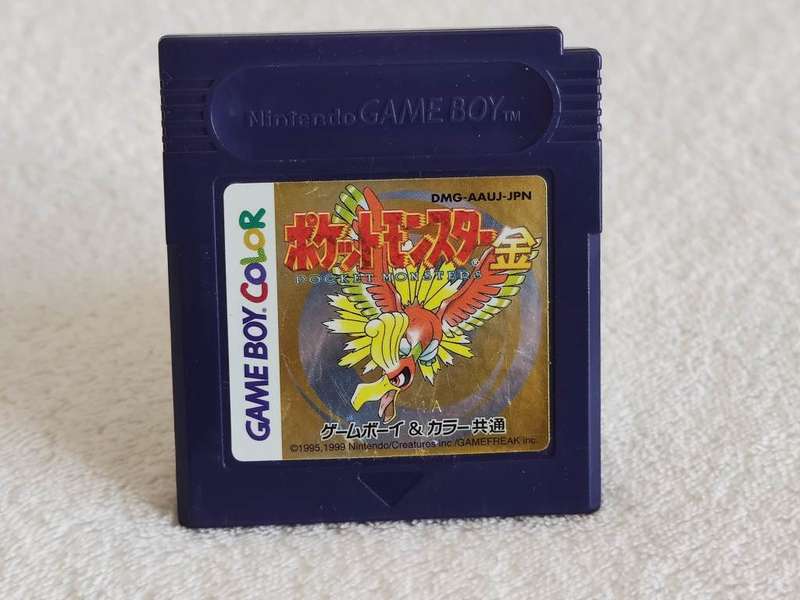 Nintendo GAME BOY™
DMG-AAUJ-JPN
ポケットモンスター 金
POCKET MONSTERS
GAME BOY COLOR
ゲームボーイ & カラー共通
©1995,1999 Nintendo/Creatures inc./GAMEFREAK inc.